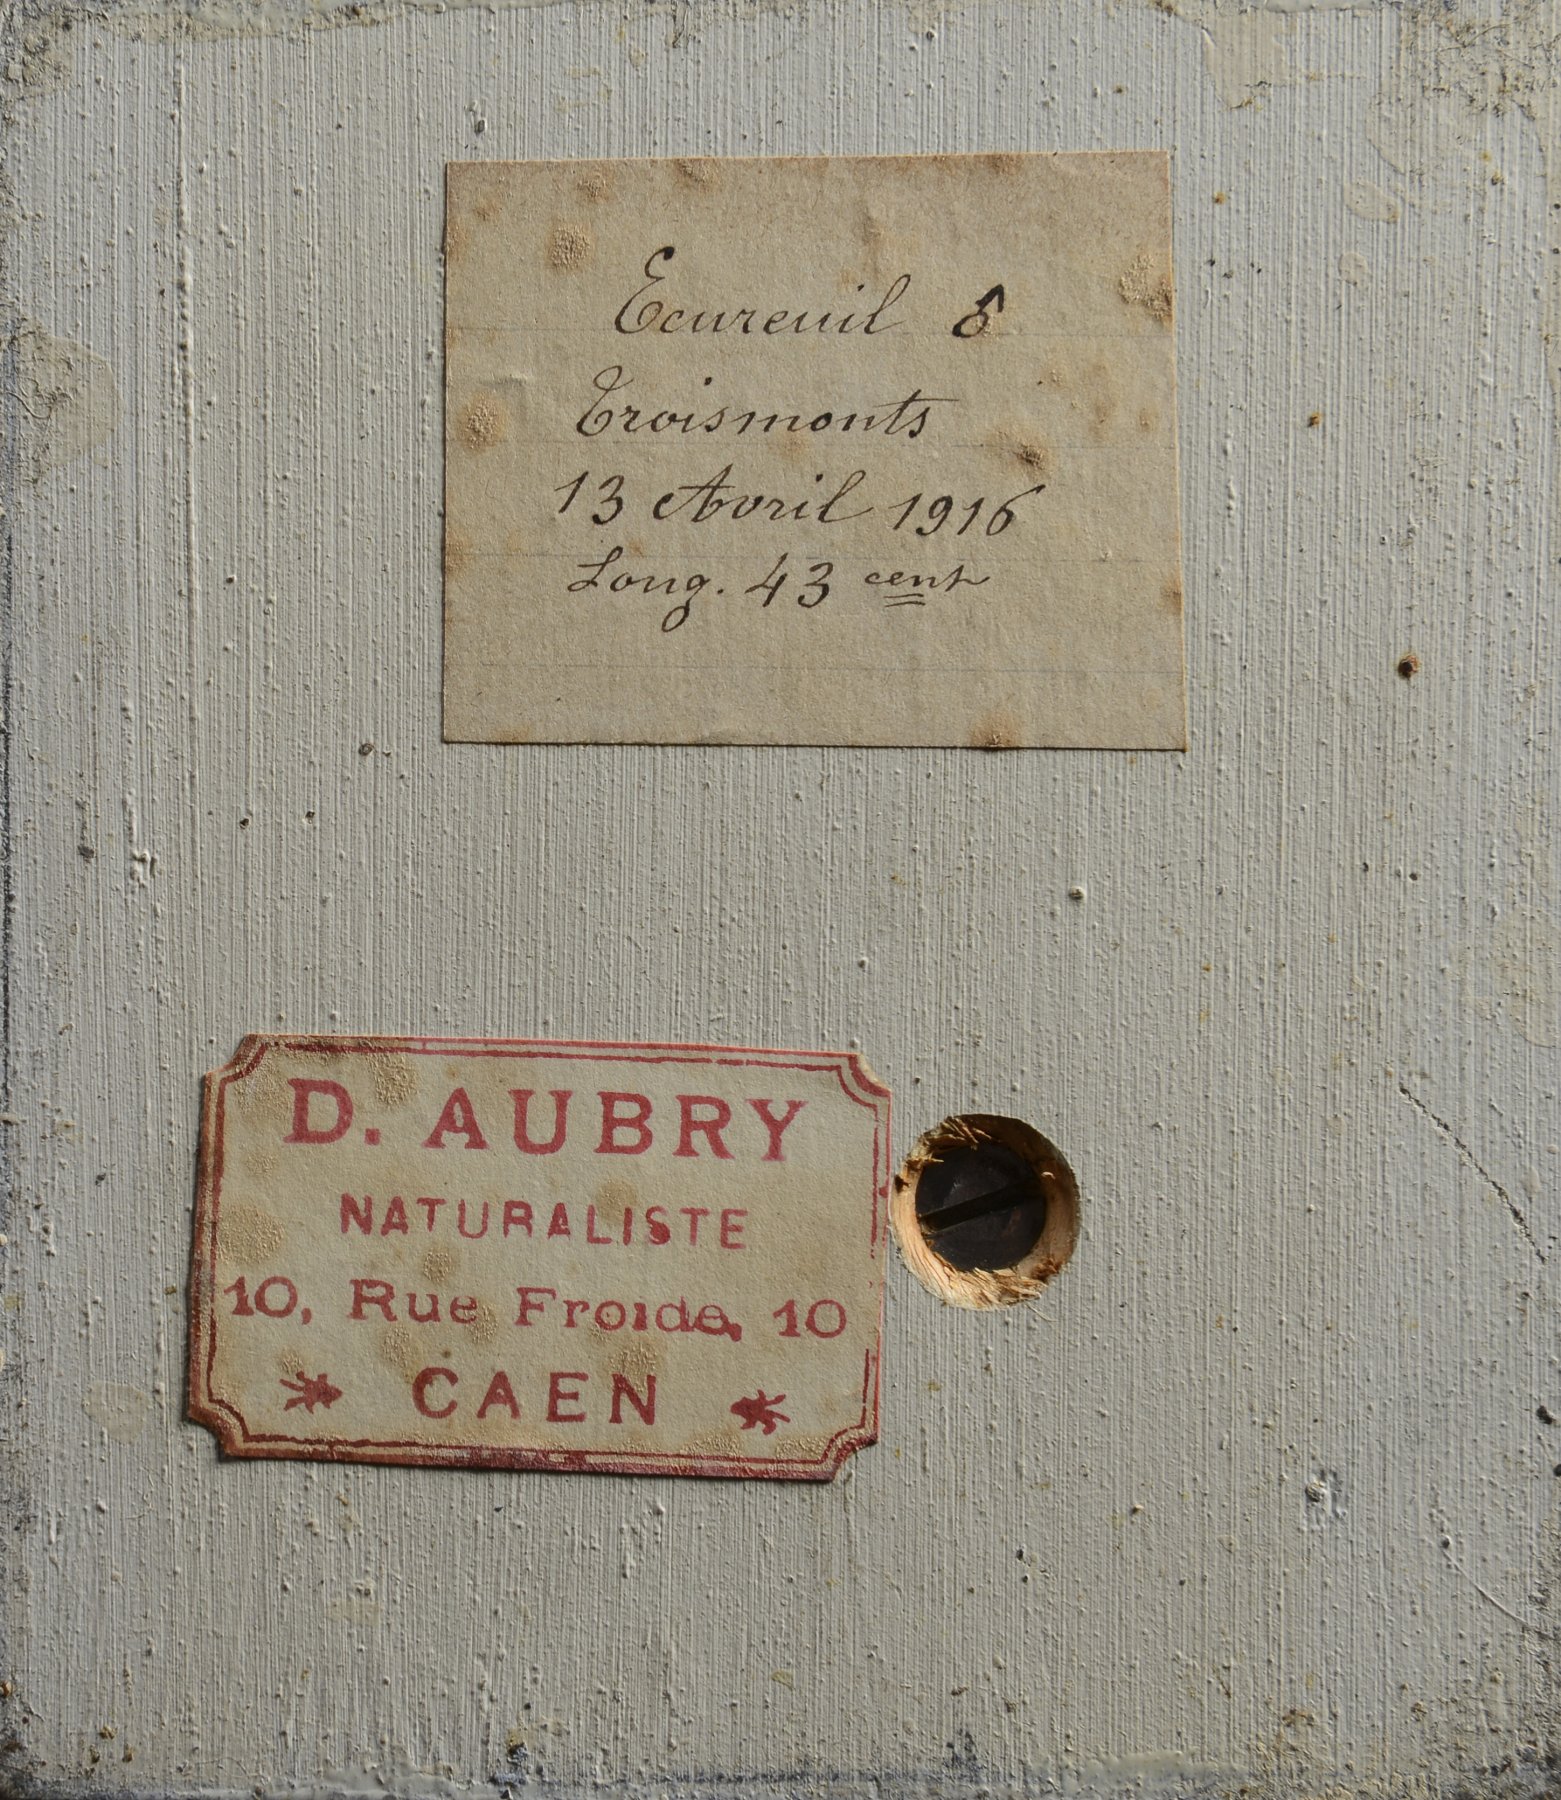 Ecureuil ♂
Troismonts
13 Avril 1916
Long. 43 cent
D. AUBRY
NATURALISTE
10, Rue Froide, 10
CAEN